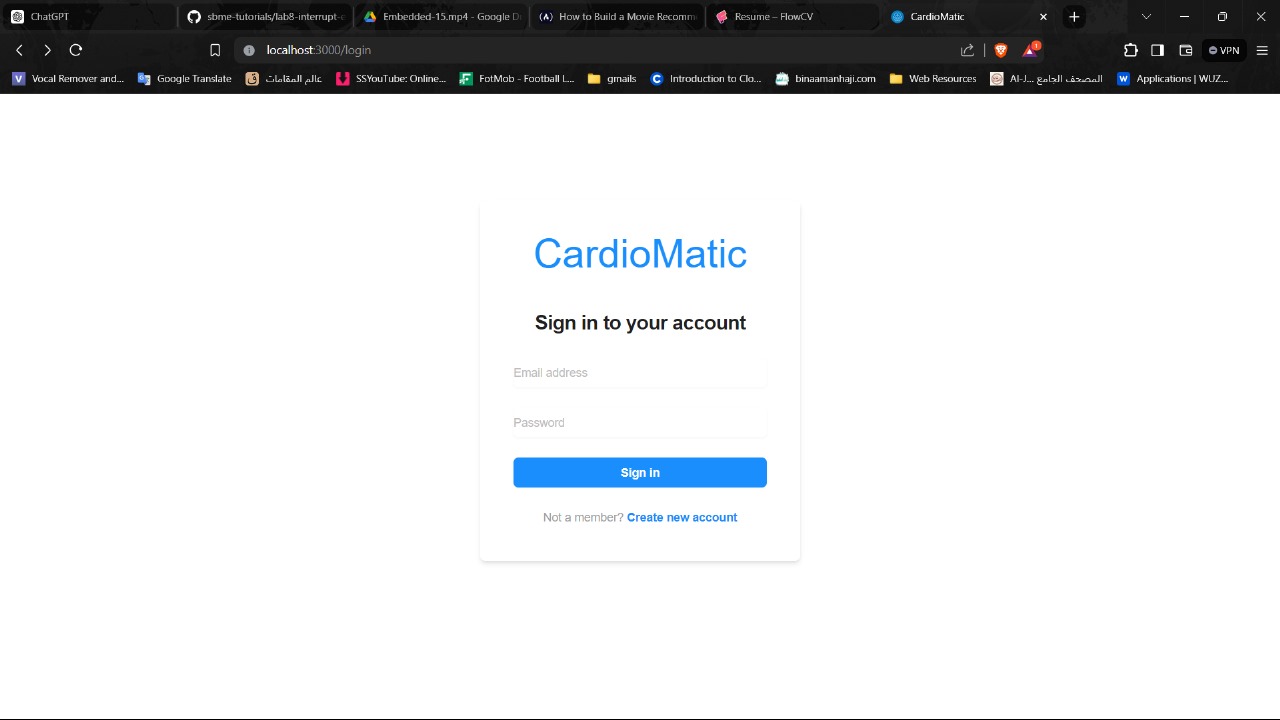 ChatGPT
sbme-tutorials/lab8-interrupt-e
Embedded-15.mp4 - Google D
How to Build a Movie Recomm
Resume – FlowCV
CardioMatic
localhost:3000/login
1
VPN
Vocal Remover and...
Google Translate
عالم المقامات
SSYouTube: Online...
FotMob - Football L...
gmails
Introduction to Clo...
binaamanhaji.com
Web Resources
Al-J... المصحف الجامع
Applications | WUZ...
CardioMatic
Sign in to your account
Email address
Password
Sign in
Not a member? Create new account